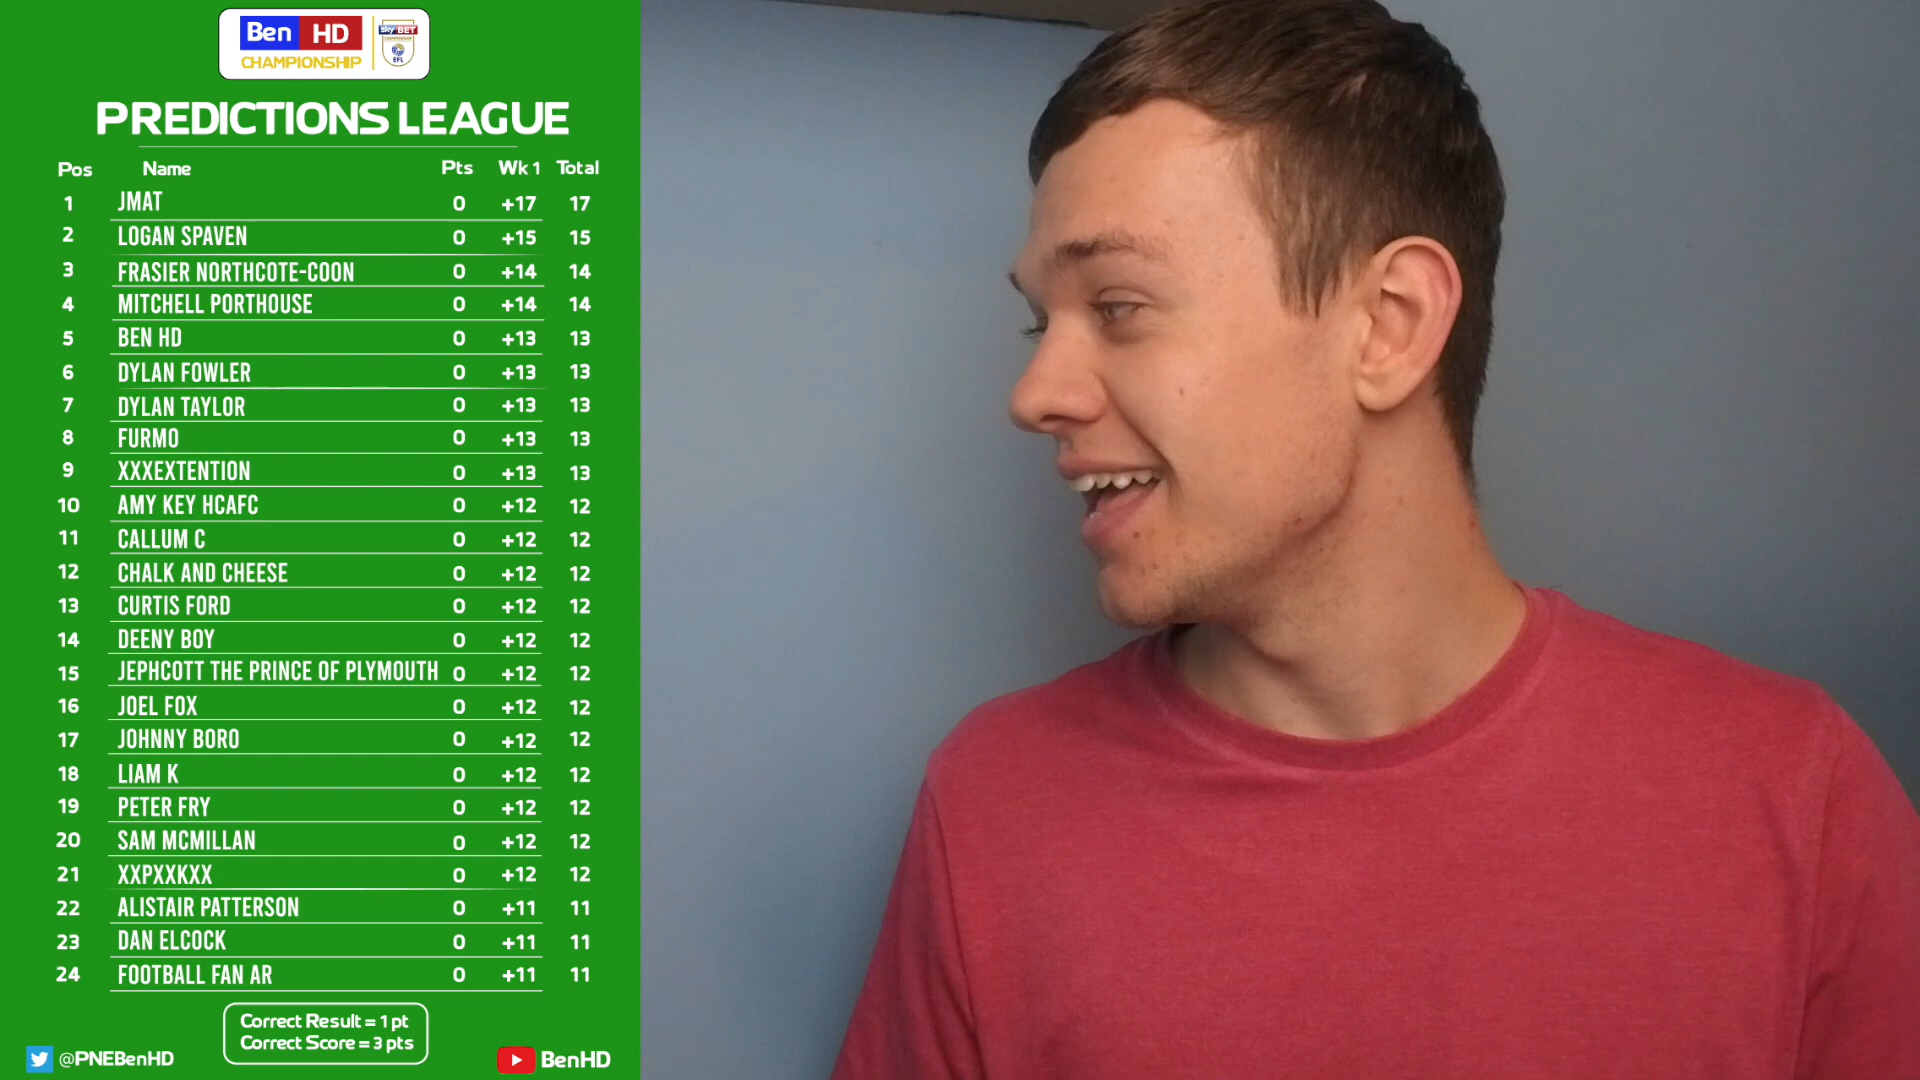 Ben HD
CHAMPIONSHIP
sky BET
CHAMPIONSHIP
EFL
PREDICTIONS LEAGUE
Pos Name Pts Wk 1 Total
1 JMAT 0 +17 17
2 LOGAN SPAVEN 0 +15 15
3 FRASIER NORTHCOTE-COON 0 +14 14
4 MITCHELL PORTHOUSE 0 +14 14
5 BEN HD 0 +13 13
6 DYLAN FOWLER 0 +13 13
7 DYLAN TAYLOR 0 +13 13
8 FURMO 0 +13 13
9 XXXEXTENTION 0 +13 13
10 AMY KEY HCAFC 0 +12 12
11 CALLUM C 0 +12 12
12 CHALK AND CHEESE 0 +12 12
13 CURTIS FORD 0 +12 12
14 DEENY BOY 0 +12 12
15 JEPHCOTT THE PRINCE OF PLYMOUTH 0 +12 12
16 JOEL FOX 0 +12 12
17 JOHNNY BORO 0 +12 12
18 LIAM K 0 +12 12
19 PETER FRY 0 +12 12
20 SAM MCMILLAN 0 +12 12
21 XXPXXKXX 0 +12 12
22 ALISTAIR PATTERSON 0 +11 11
23 DAN ELCOCK 0 +11 11
24 FOOTBALL FAN AR 0 +11 11
Correct Result = 1 pt
Correct Score = 3 pts
@PNEBenHD
BenHD